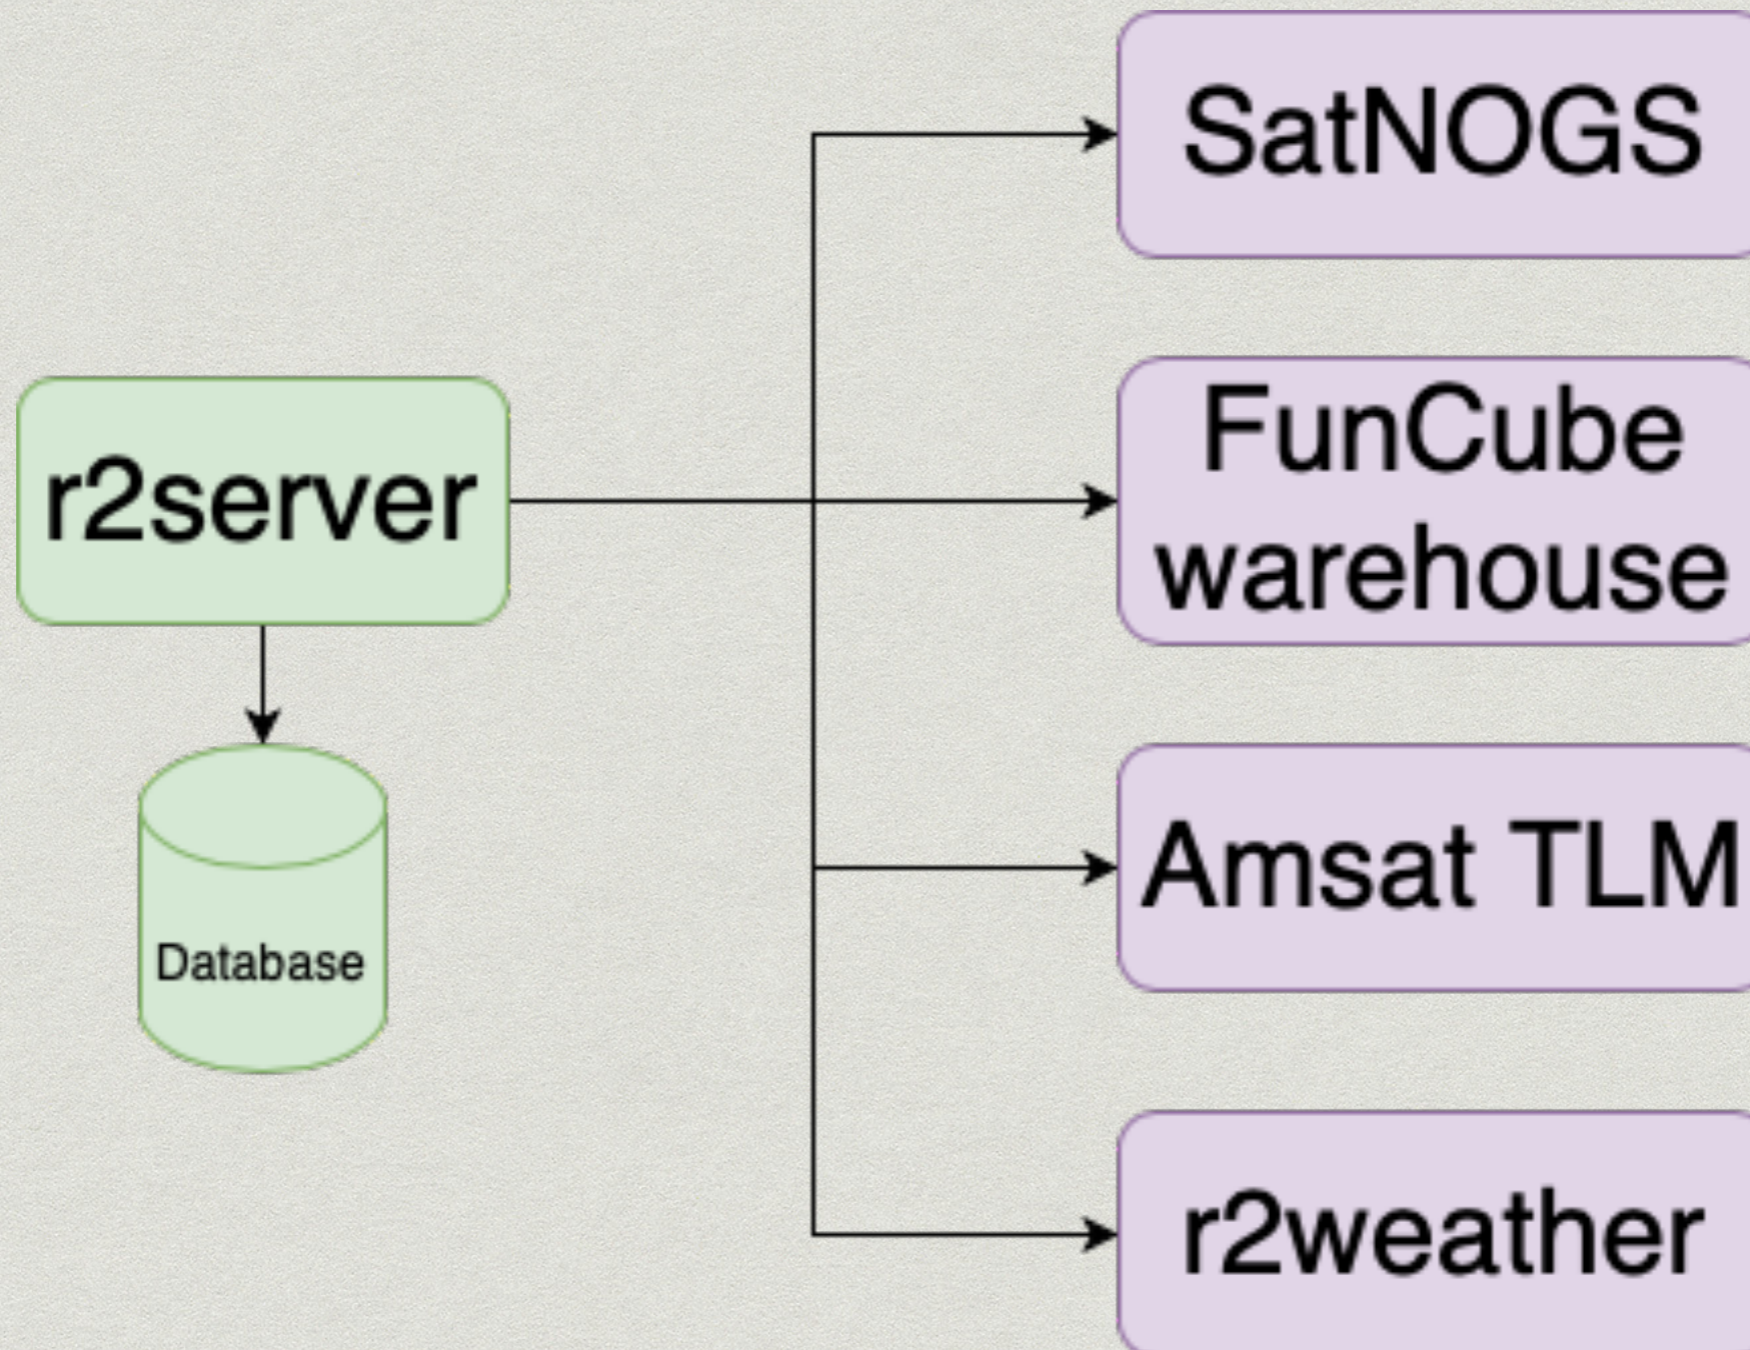 SatNOGS
FunCube
warehouse
r2server
Amsat TLM
Database
r2weather